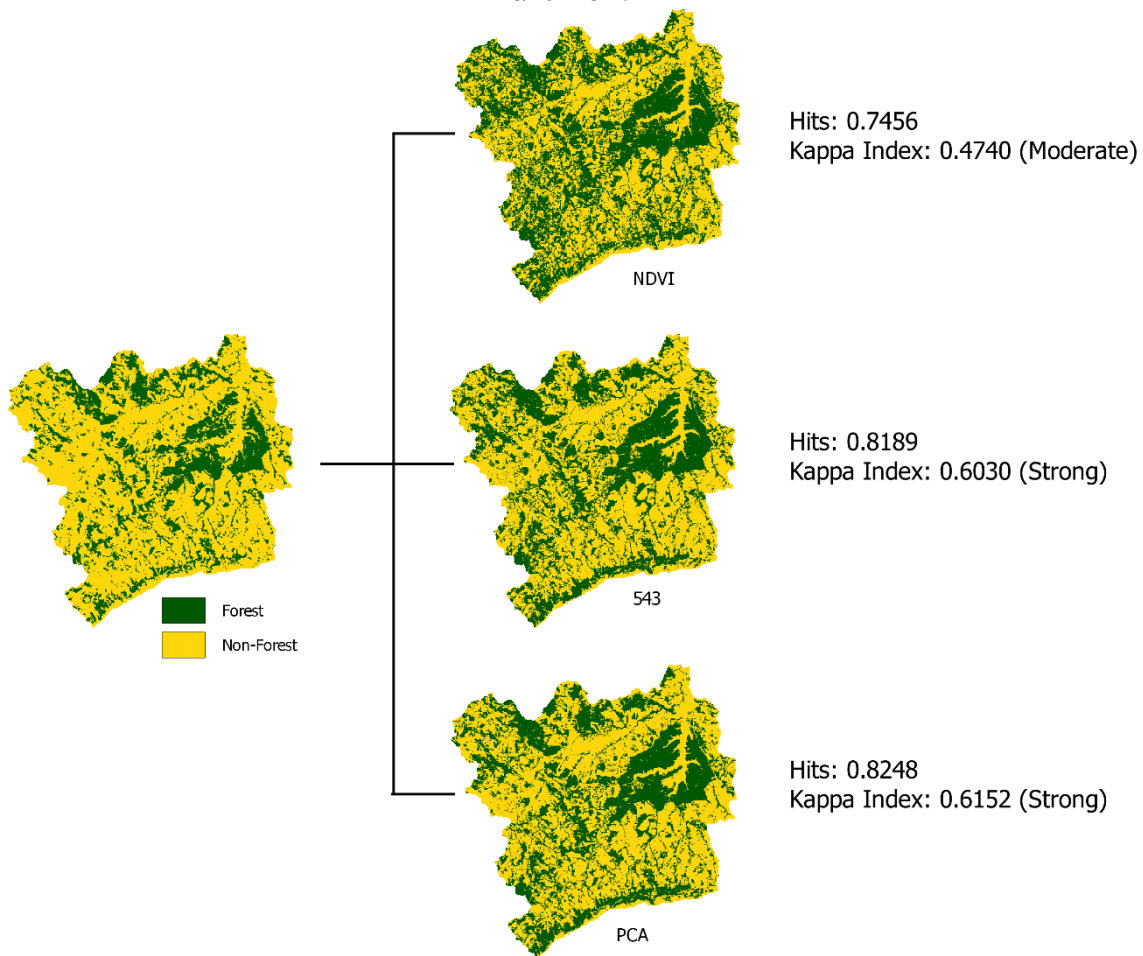 Hits: 0.7456
Kappa Index: 0.4740 (Moderate)
NDVI
Hits: 0.8189
Kappa Index: 0.6030 (Strong)
543
Forest
Non-Forest
Hits: 0.8248
Kappa Index: 0.6152 (Strong)
PCA